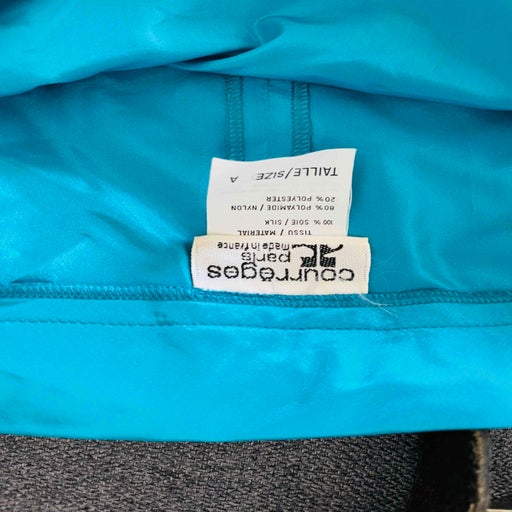 courrèges
paris
made in france
TISSU / MATERIAL
100 % SOIE / SILK
80 % POLYAMIDE / NYLON
20 % POLYESTER
TAILLE/SIZE: A